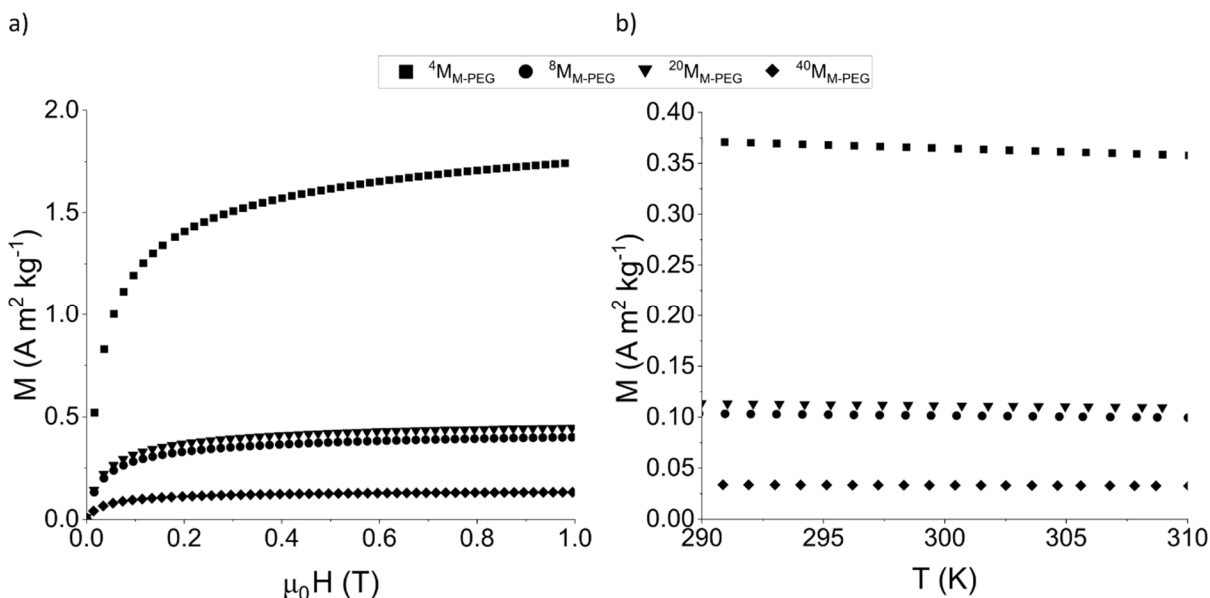 a)
b)
⁴M_M-PEG ⁸M_M-PEG ²⁰M_M-PEG ⁴⁰M_M-PEG
2.0
1.5
1.0
0.5
0.0
M (A m² kg⁻¹)
0.0 0.2 0.4 0.6 0.8 1.0
μ₀H (T)
0.40
0.35
0.30
0.25
0.20
0.15
0.10
0.05
0.00
M (A m² kg⁻¹)
290 295 300 305 310
T (K)